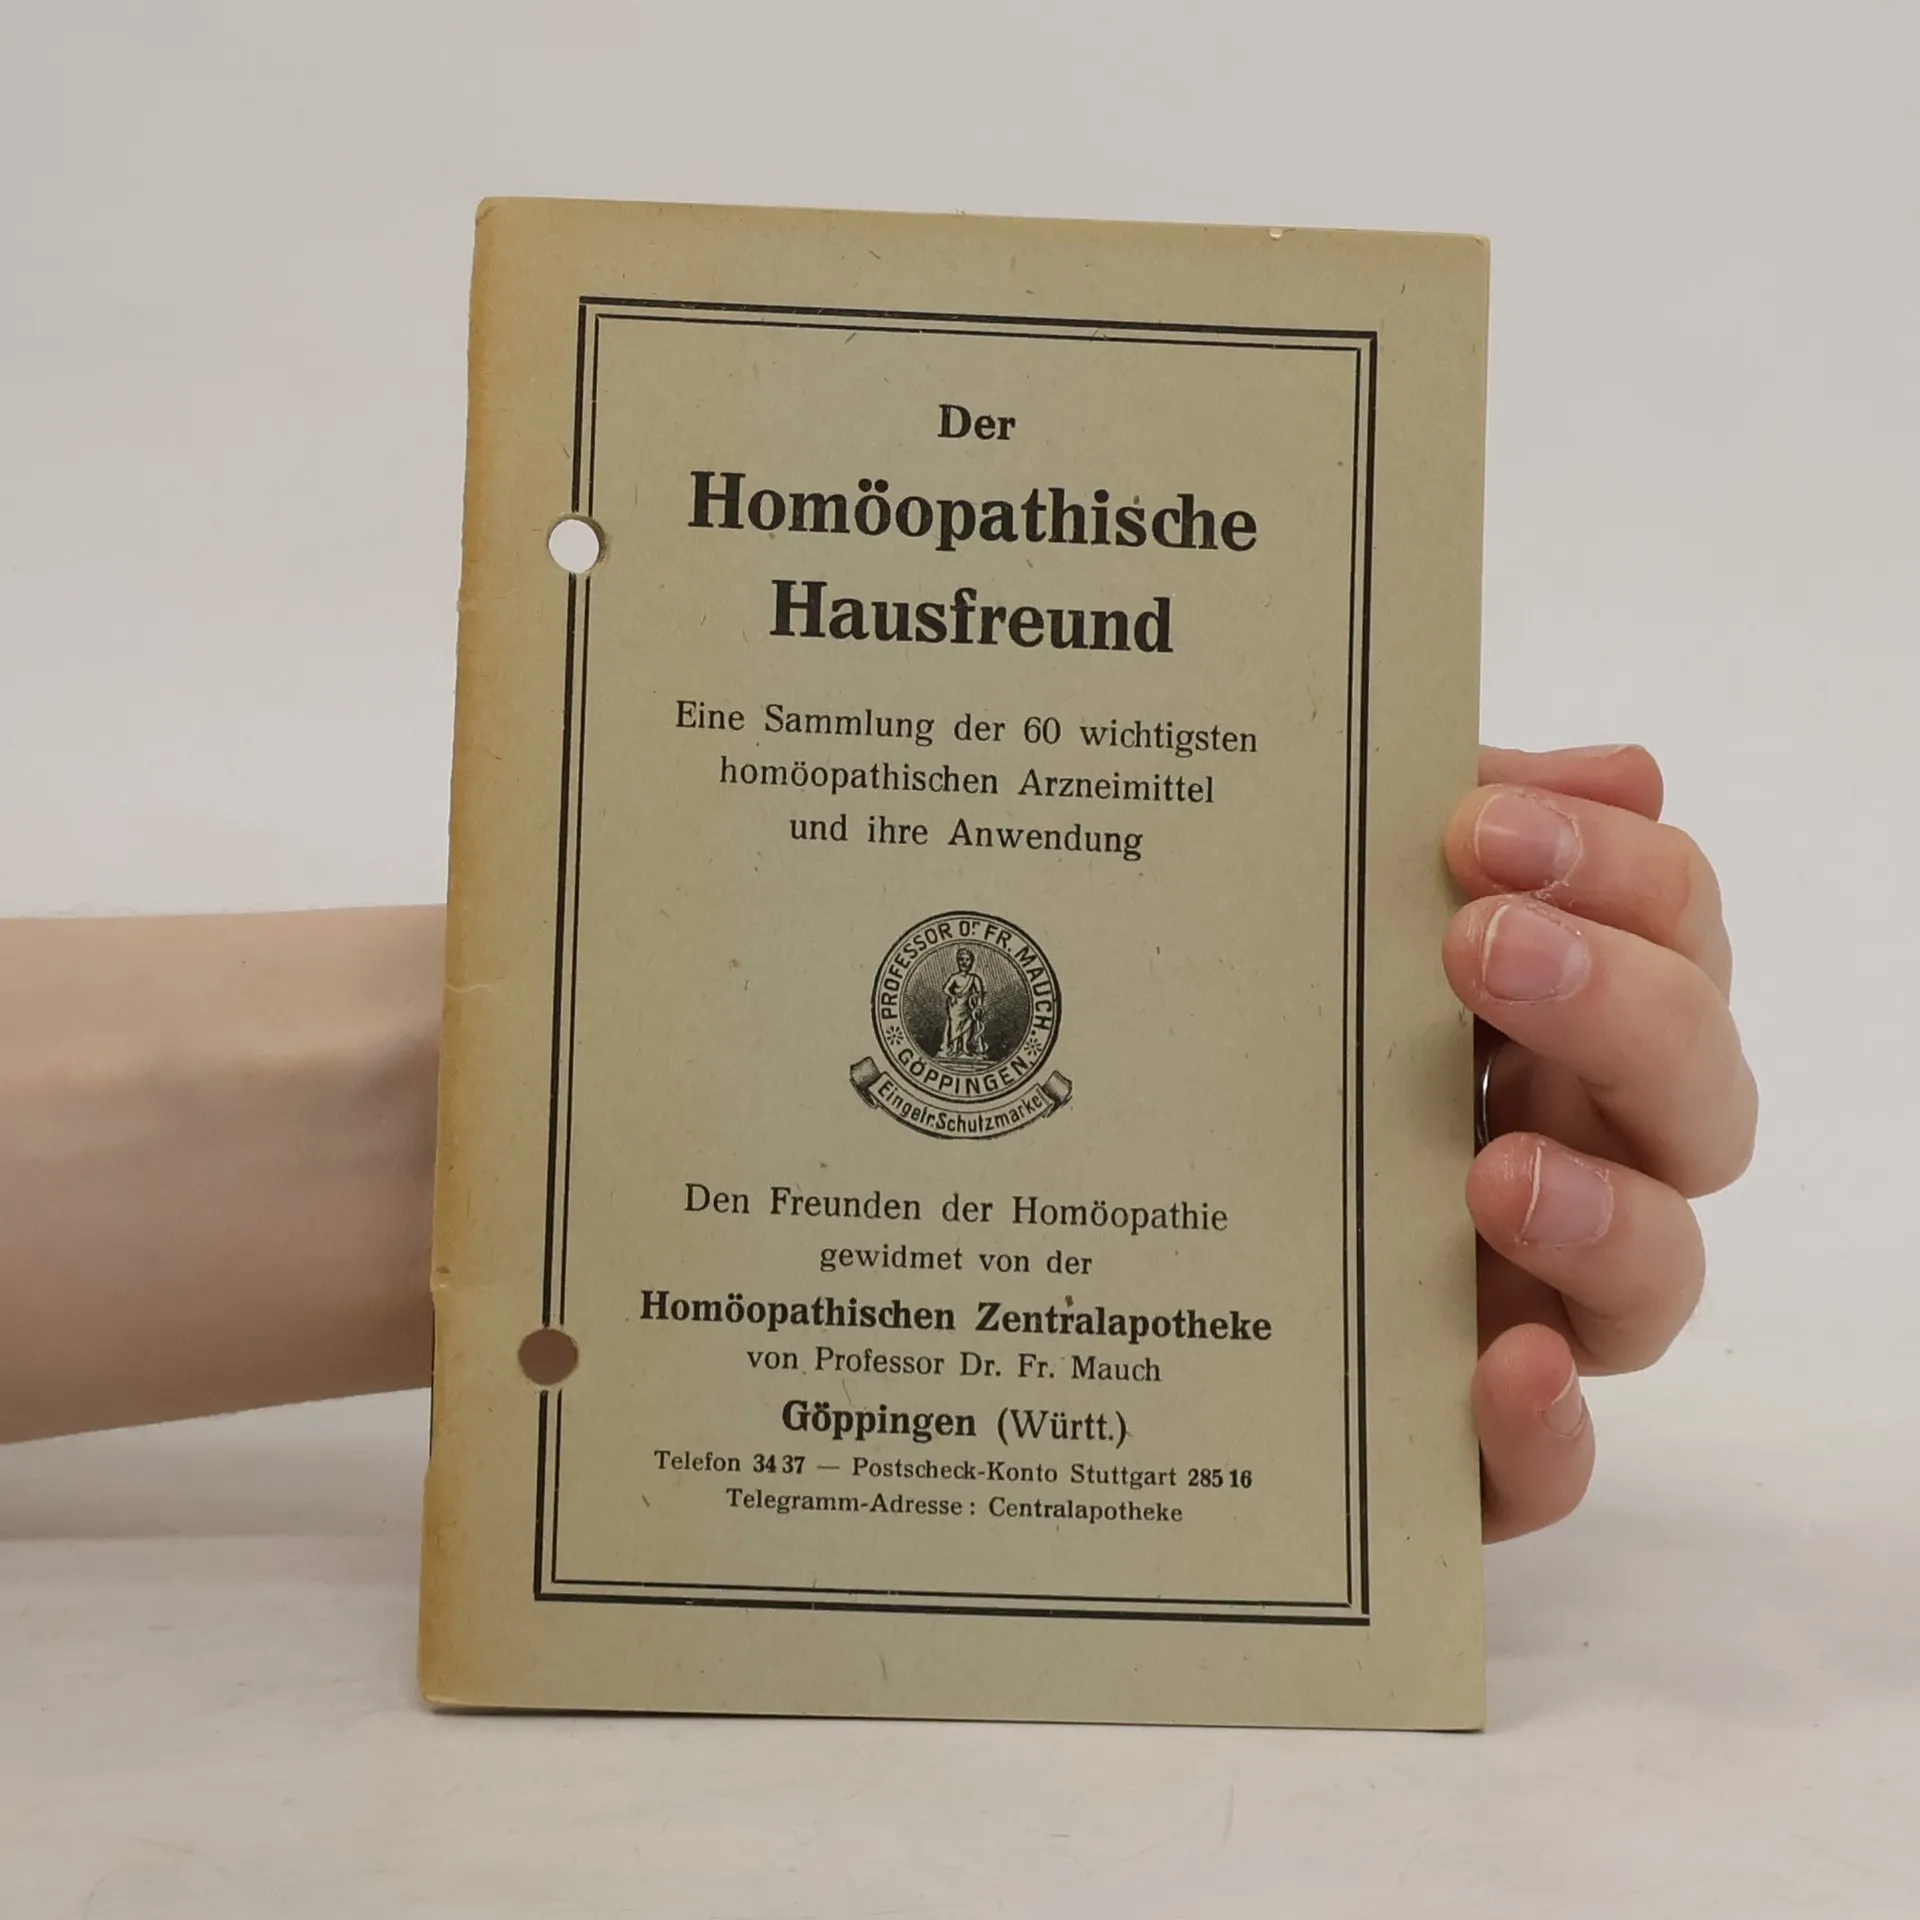 Der
Homöopathische
Hausfreund
Eine Sammlung der 60 wichtigsten
homöopathischen Arzneimittel
und ihre Anwendung
PROFESSOR Dr. FR. MAUCH.
GÖPPINGEN.
Eingetr. Schutzmarke
Den Freunden der Homöopathie
gewidmet von der
Homöopathischen Zentralapotheke
von Professor Dr. Fr. Mauch
Göppingen (Württ.)
Telefon 34 37 — Postscheck-Konto Stuttgart 285 16
Telegramm-Adresse: Centralapotheke